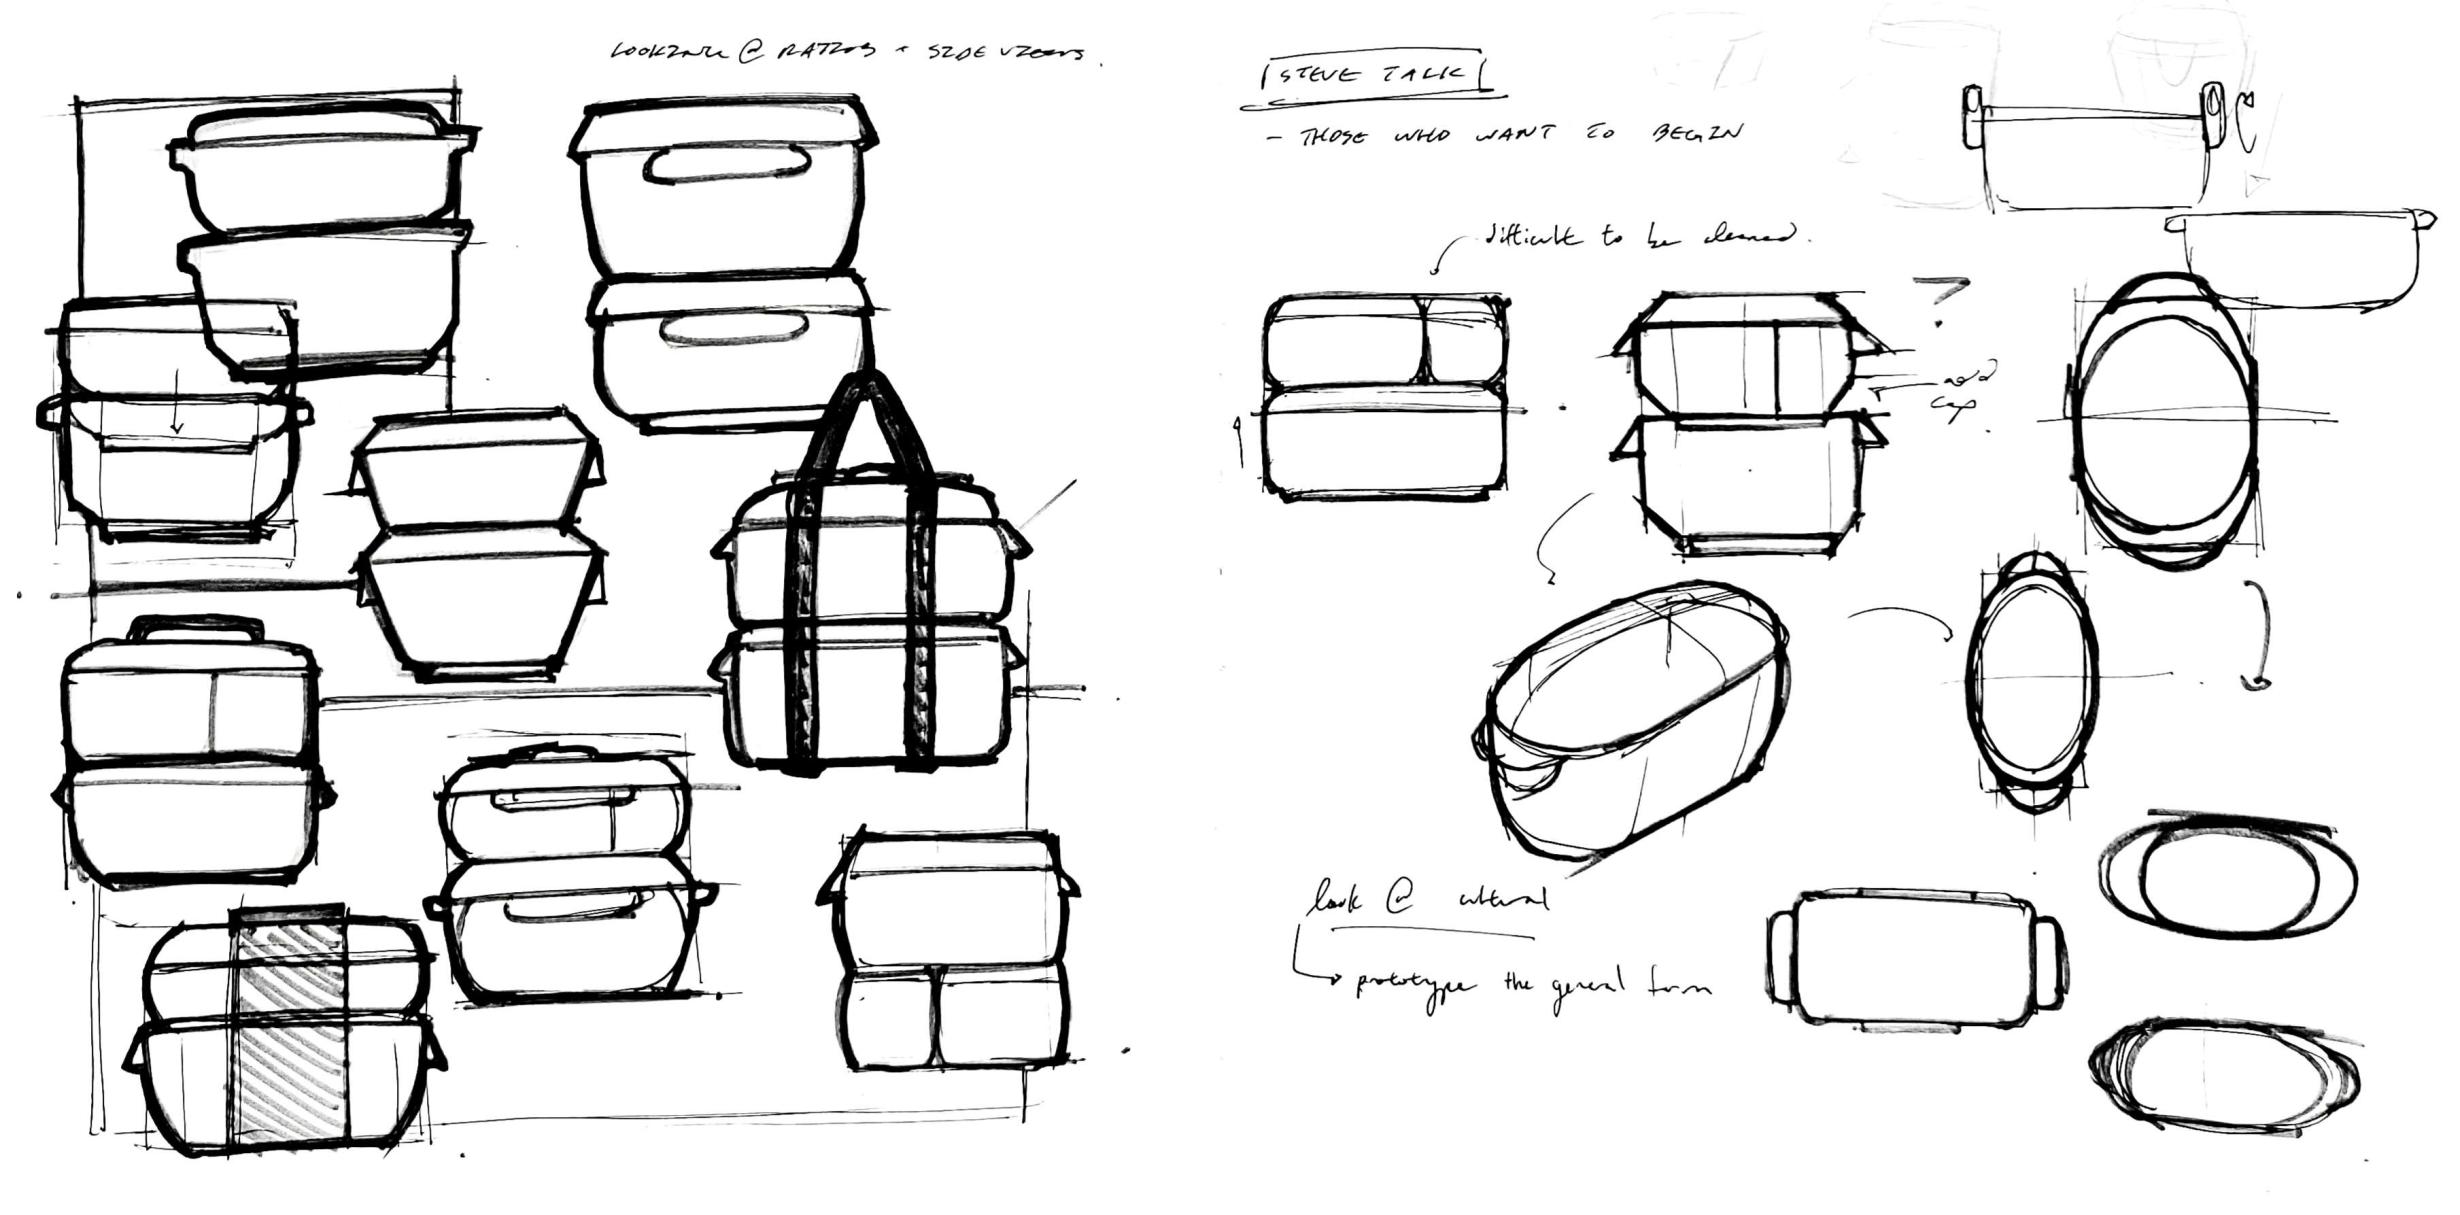 LOOKING @ RATIOS + SIDE VIEWS.
STEVE TALK
- THOSE WHO WANT TO BEGIN
difficult to be cleaned.
add
cap
look @ cultural
prototype the general form